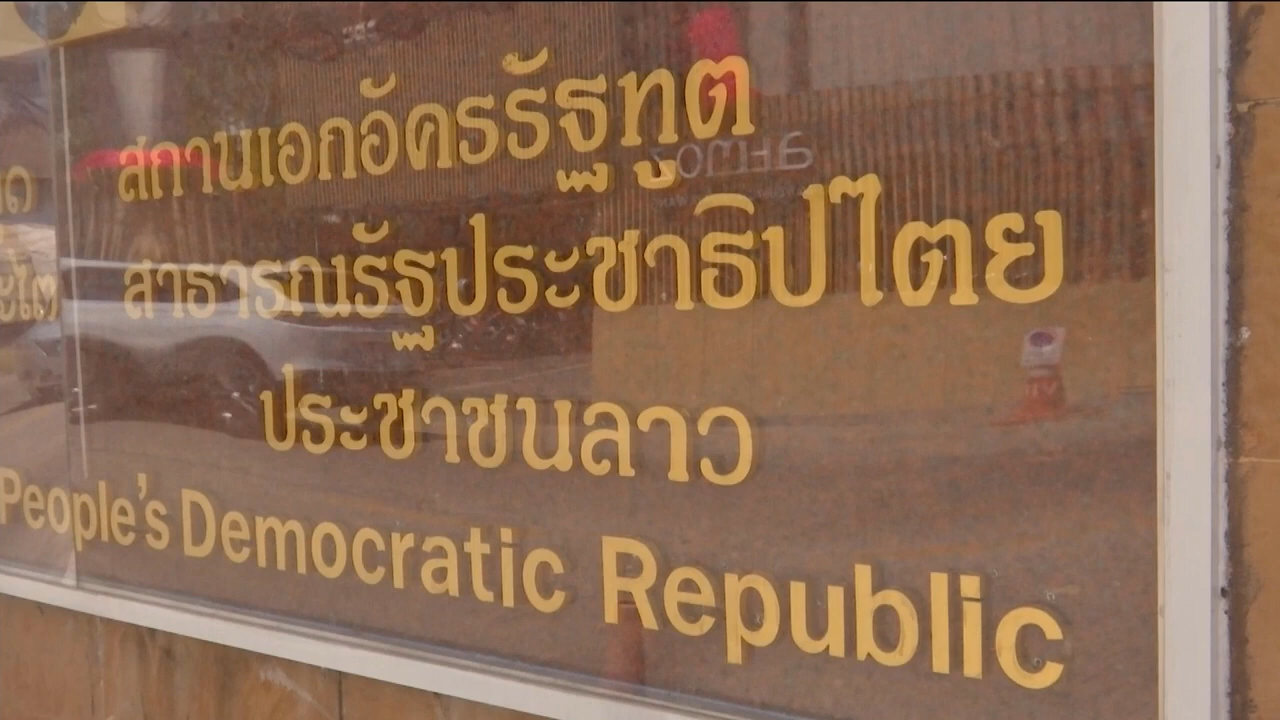 สถานเอกอัครรัฐทูต
สาธารณรัฐประชาธิปไตย
ประชาชนลาว
People's Democratic Republic